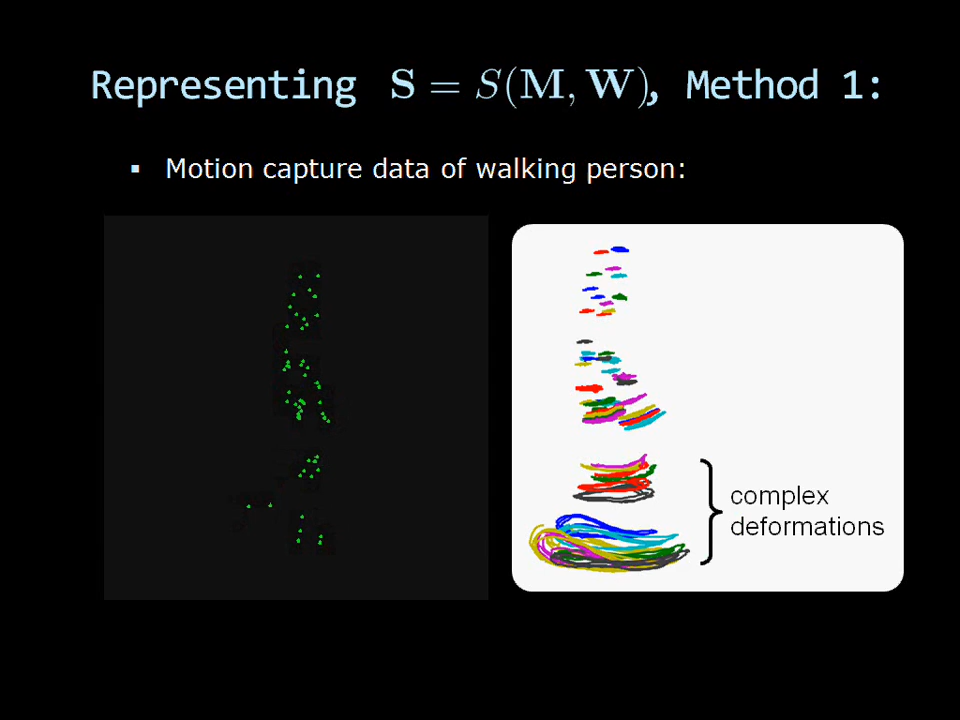 Representing S = S(M, W), Method 1:
▪ Motion capture data of walking person:
complex
deformations